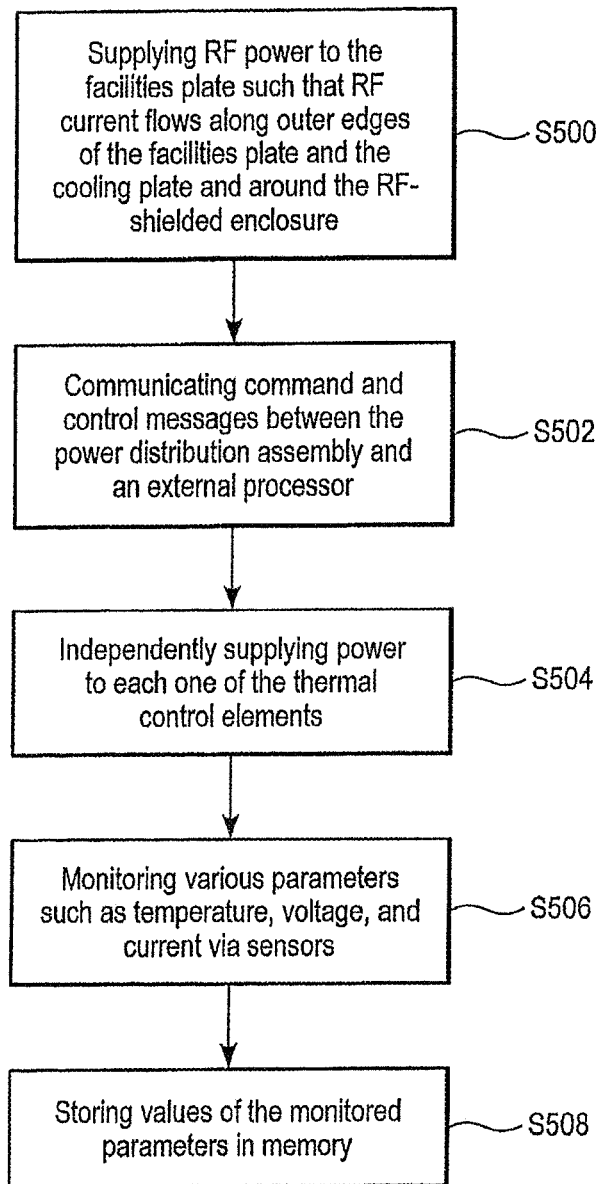 Supplying RF power to the
facilities plate such that RF
current flows along outer edges
of the facilities plate and the
cooling plate and around the RF-
shielded enclosure
S500
Communicating command and
control messages between the
power distribution assembly and
an external processor
S502
Independently supplying power
to each one of the thermal
control elements
S504
Monitoring various parameters
such as temperature, voltage, and
current via sensors
S506
Storing values of the monitored
parameters in memory
S508